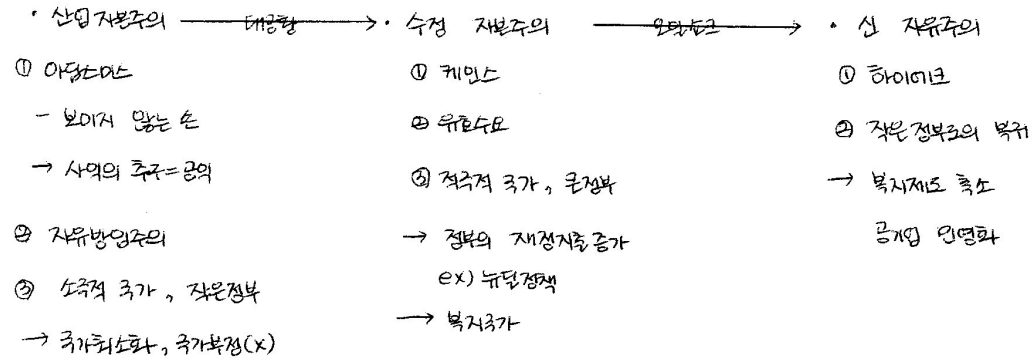 · 산업 자본주의 대공황 → · 수정 자본주의 오일쇼크 → · 신 자유주의
① 아담스미스
- 보이지 않는 손
→ 사익의 추구=공익
② 자유방임주의
③ 소극적 국가, 작은정부
→ 국가최소화, 국가부정(x)
① 케인스
② 유효수요
③ 적극적 국가, 큰정부
→ 정부의 재정지출증가
ex) 뉴딜정책
→ 복지국가
① 하이에크
② 작은정부로의 복귀
→ 복지제도 축소
공기업 민영화